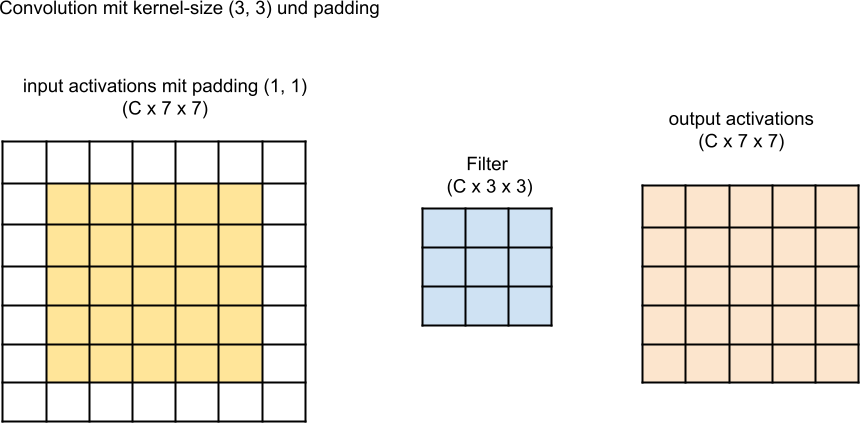 Convolution mit kernel-size (3, 3) und padding
input activations mit padding (1, 1)
(C x 7 x 7)
Filter
(C x 3 x 3)
output activations
(C x 7 x 7)